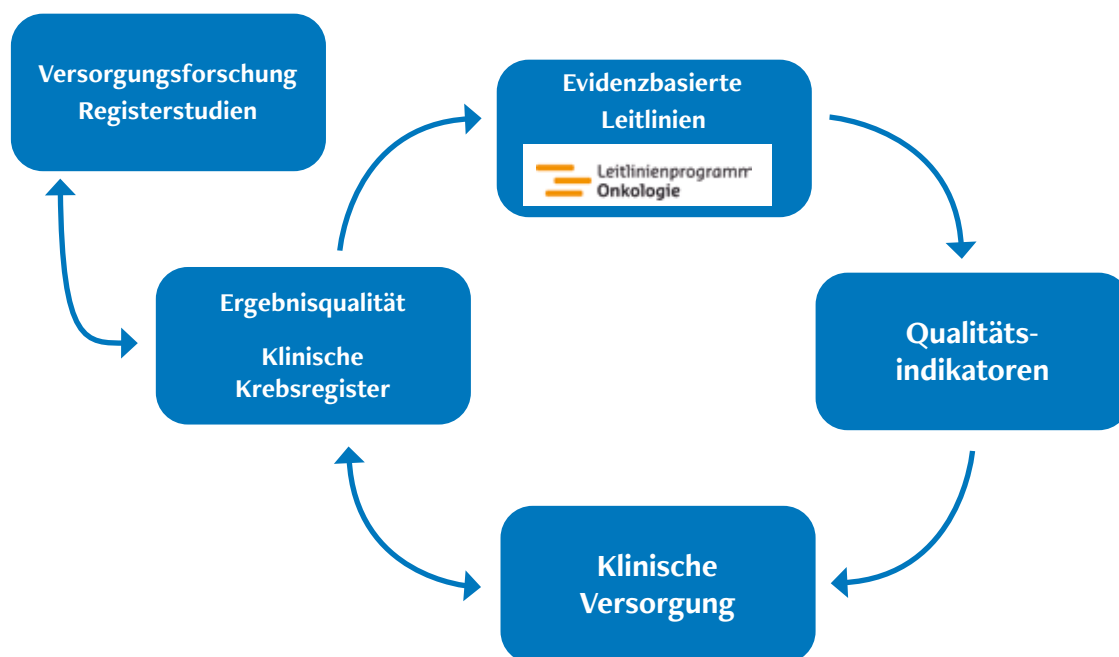 Versorgungsforschung
Registerstudien
Evidenzbasierte
Leitlinien
Leitlinienprogramm
Onkologie
Ergebnisqualität
Klinische
Krebsregister
Qualitäts-
indikatoren
Klinische
Versorgung